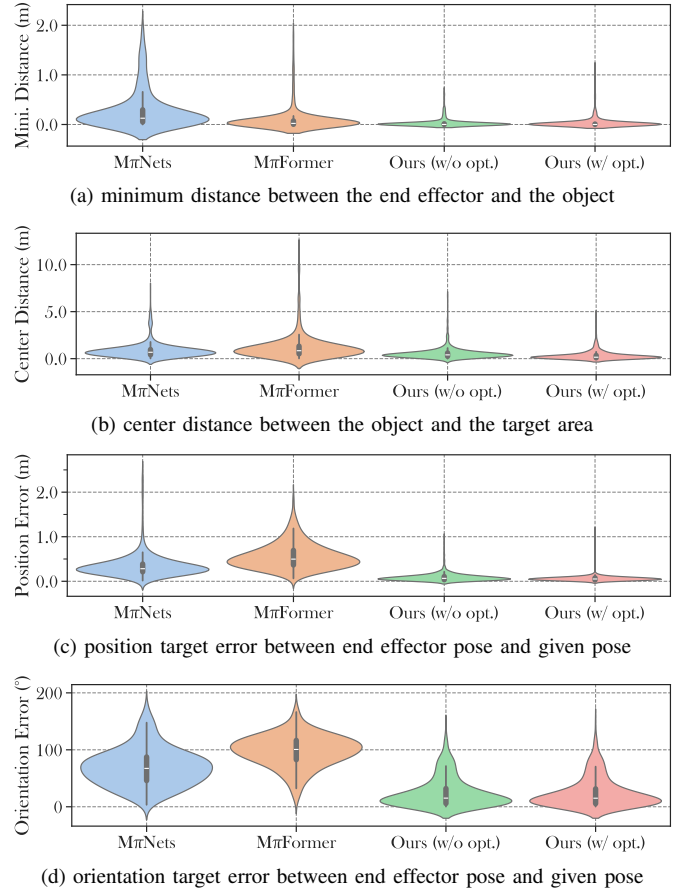 Mini. Distance (m)
2.0
1.0
0.0
MπNets MπFormer Ours (w/o opt.) Ours (w/ opt.)
(a) minimum distance between the end effector and the object
Center Distance (m)
10.0
5.0
0.0
MπNets MπFormer Ours (w/o opt.) Ours (w/ opt.)
(b) center distance between the object and the target area
Position Error (m)
2.0
1.0
0.0
MπNets MπFormer Ours (w/o opt.) Ours (w/ opt.)
(c) position target error between end effector pose and given pose
Orientation Error (°)
200
100
0
MπNets MπFormer Ours (w/o opt.) Ours (w/ opt.)
(d) orientation target error between end effector pose and given pose